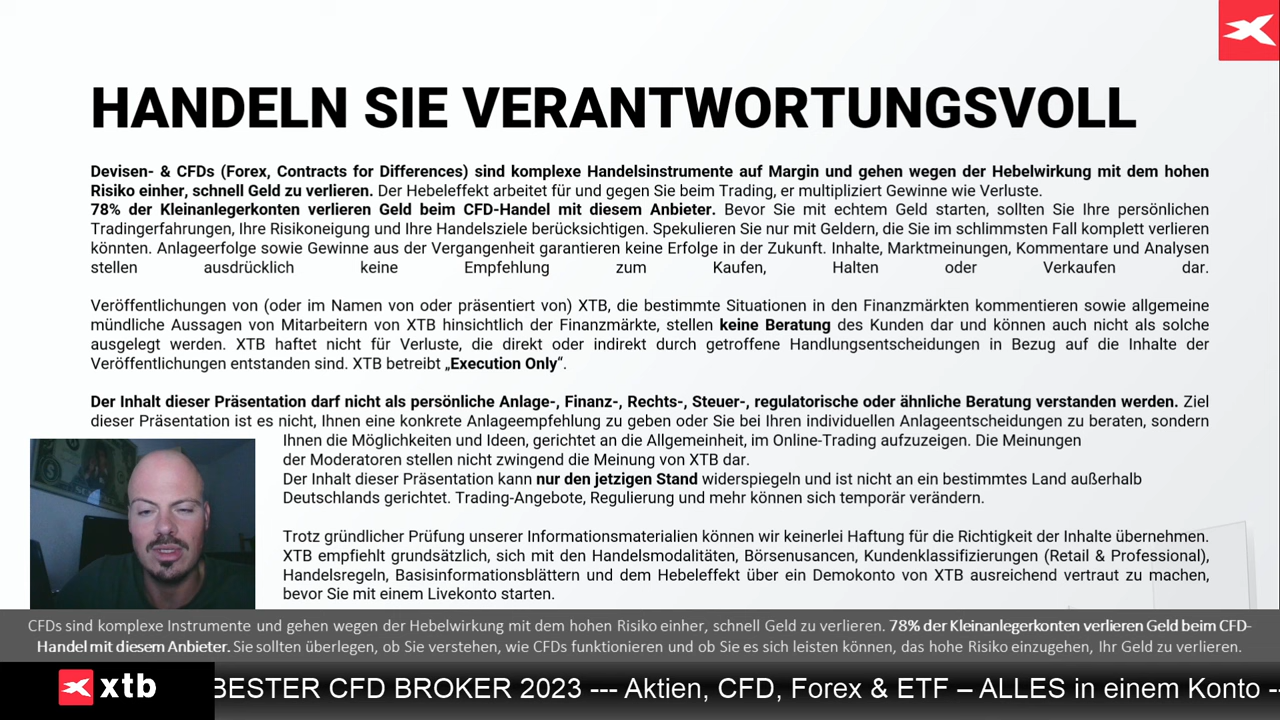 HANDELN SIE VERANTWORTUNGSVOLL
Devisen- & CFDs (Forex, Contracts for Differences) sind komplexe Handelsinstrumente auf Margin und gehen wegen der Hebelwirkung mit dem hohen
Risiko einher, schnell Geld zu verlieren. Der Hebeleffekt arbeitet für und gegen Sie beim Trading, er multipliziert Gewinne wie Verluste.
78% der Kleinanlegerkonten verlieren Geld beim CFD-Handel mit diesem Anbieter. Bevor Sie mit echtem Geld starten, sollten Sie Ihre persönlichen
Tradingerfahrungen, Ihre Risikoneigung und Ihre Handelsziele berücksichtigen. Spekulieren Sie nur mit Geldern, die Sie im schlimmsten Fall komplett verlieren
könnten. Anlageerfolge sowie Gewinne aus der Vergangenheit garantieren keine Erfolge in der Zukunft. Inhalte, Marktmeinungen, Kommentare und Analysen
stellen ausdrücklich keine Empfehlung zum Kaufen, Halten oder Verkaufen dar.
Veröffentlichungen von (oder im Namen von oder präsentiert von) XTB, die bestimmte Situationen in den Finanzmärkten kommentieren sowie allgemeine
mündliche Aussagen von Mitarbeitern von XTB hinsichtlich der Finanzmärkte, stellen keine Beratung des Kunden dar und können auch nicht als solche
ausgelegt werden. XTB haftet nicht für Verluste, die direkt oder indirekt durch getroffene Handlungsentscheidungen in Bezug auf die Inhalte der
Veröffentlichungen entstanden sind. XTB betreibt „Execution Only“.
Der Inhalt dieser Präsentation darf nicht als persönliche Anlage-, Finanz-, Rechts-, Steuer-, regulatorische oder ähnliche Beratung verstanden werden. Ziel
dieser Präsentation ist es nicht, Ihnen eine konkrete Anlageempfehlung zu geben oder Sie bei Ihren individuellen Anlageentscheidungen zu beraten, sondern
Ihnen die Möglichkeiten und Ideen, gerichtet an die Allgemeinheit, im Online-Trading aufzuzeigen. Die Meinungen
der Moderatoren stellen nicht zwingend die Meinung von XTB dar.
Der Inhalt dieser Präsentation kann nur den jetzigen Stand widerspiegeln und ist nicht an ein bestimmtes Land außerhalb
Deutschlands gerichtet. Trading-Angebote, Regulierung und mehr können sich temporär verändern.
Trotz gründlicher Prüfung unserer Informationsmaterialien können wir keinerlei Haftung für die Richtigkeit der Inhalte übernehmen.
XTB empfiehlt grundsätzlich, sich mit den Handelsmodalitäten, Börsenusancen, Kundenklassifizierungen (Retail & Professional),
Handelsregeln, Basisinformationsblättern und dem Hebeleffekt über ein Demokonto von XTB ausreichend vertraut zu machen,
bevor Sie mit einem Livekonto starten.
CFDs sind komplexe Instrumente und gehen wegen der Hebelwirkung mit dem hohen Risiko einher, schnell Geld zu verlieren. 78% der Kleinanlegerkonten verlieren Geld beim CFD-
Handel mit diesem Anbieter. Sie sollten überlegen, ob Sie verstehen, wie CFDs funktionieren und ob Sie es sich leisten können, das hohe Risiko einzugehen, Ihr Geld zu verlieren.
xtb BESTER CFD BROKER 2023 --- Aktien, CFD, Forex & ETF – ALLES in einem Konto --